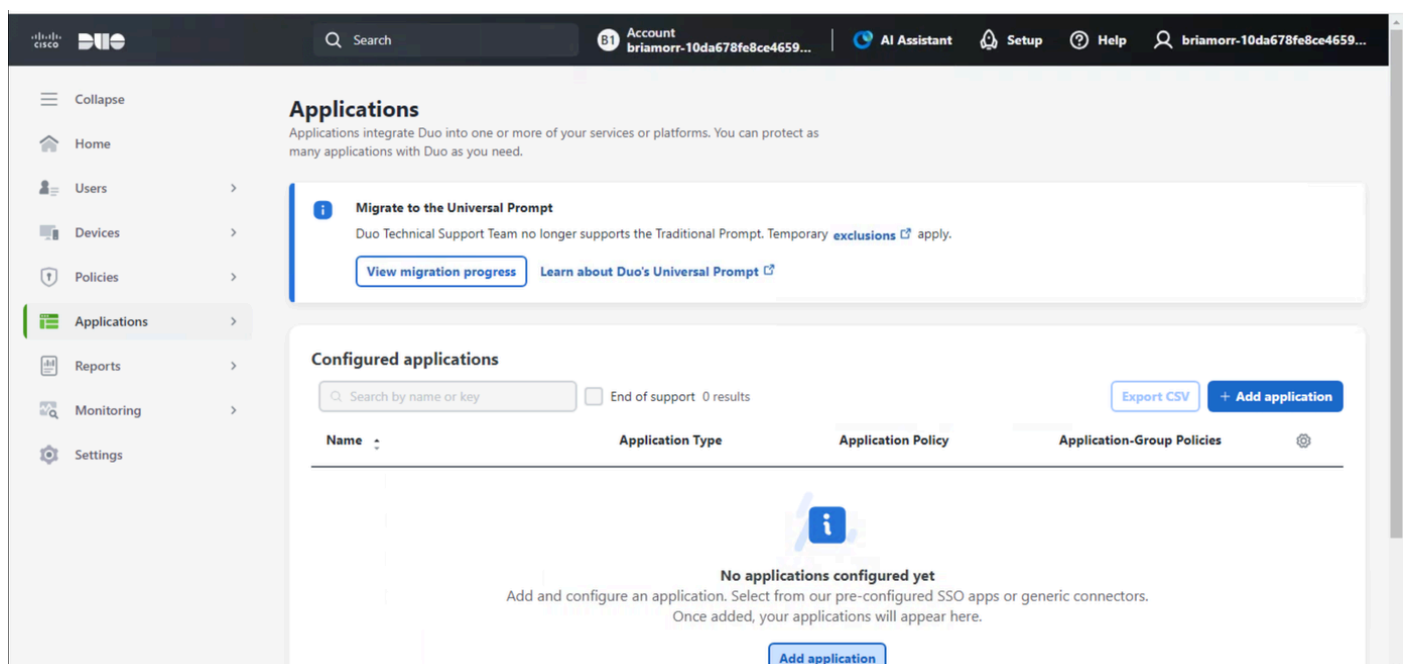 CISCO DUO
Search
B1 Account
briamorr-10da678fe8ce4659...
AI Assistant
Setup
Help
briamorr-10da678fe8ce4659...
Collapse
Home
Users
Devices
Policies
Applications
Reports
Monitoring
Settings
Applications
Applications integrate Duo into one or more of your services or platforms. You can protect as
many applications with Duo as you need.
Migrate to the Universal Prompt
Duo Technical Support Team no longer supports the Traditional Prompt. Temporary exclusions apply.
View migration progress Learn about Duo's Universal Prompt
Configured applications
Search by name or key End of support 0 results Export CSV + Add application
Name Application Type Application Policy Application-Group Policies
No applications configured yet
Add and configure an application. Select from our pre-configured SSO apps or generic connectors.
Once added, your applications will appear here.
Add application